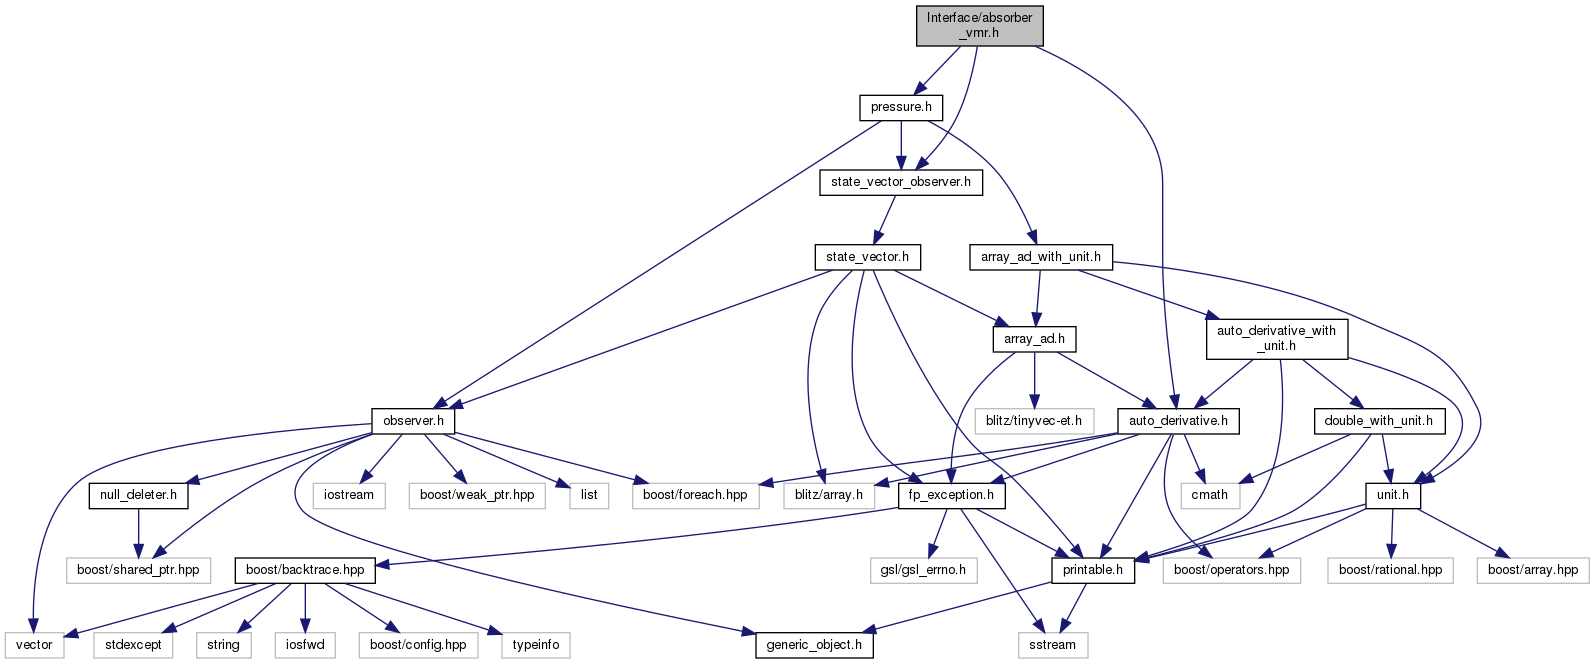 Interface/absorber
_vmr.h
pressure.h
state_vector_observer.h
state_vector.h
array_ad_with_unit.h
array_ad.h
auto_derivative_with
_unit.h
observer.h
blitz/tinyvec-et.h
auto_derivative.h
double_with_unit.h
null_deleter.h
iostream
boost/weak_ptr.hpp
list
boost/foreach.hpp
blitz/array.h
fp_exception.h
cmath
unit.h
boost/shared_ptr.hpp
boost/backtrace.hpp
gsl/gsl_errno.h
printable.h
boost/operators.hpp
boost/rational.hpp
boost/array.hpp
vector
stdexcept
string
iosfwd
boost/config.hpp
typeinfo
generic_object.h
sstream